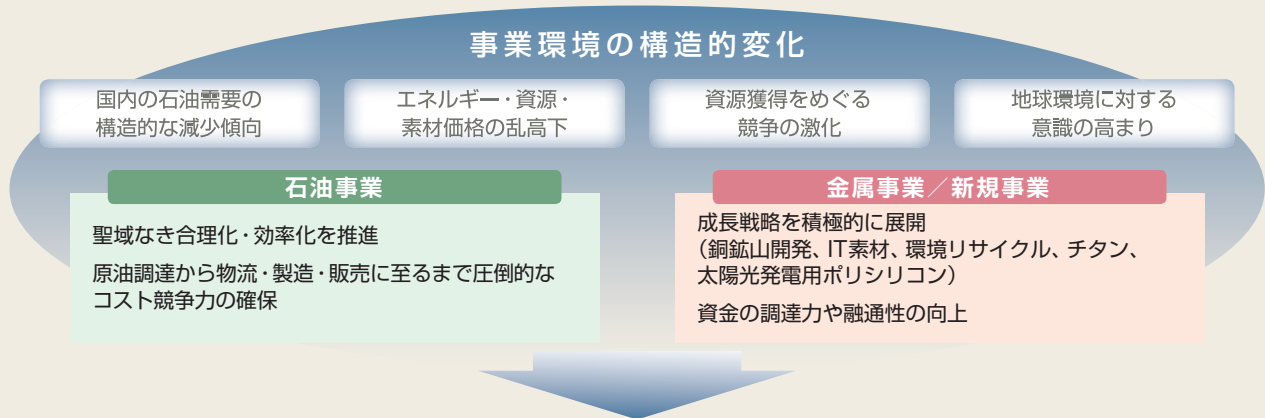 事業環境の構造的変化
国内の石油需要の
構造的な減少傾向
エネルギー・資源・
素材価格の乱高下
資源獲得をめぐる
競争の激化
地球環境に対する
意識の高まり
石油事業
聖域なき合理化・効率化を推進
原油調達から物流・製造・販売に至るまで圧倒的な
コスト競争力の確保
金属事業／新規事業
成長戦略を積極的に展開
（銅鉱山開発、IT素材、環境リサイクル、チタン、
太陽光発電用ポリシリコン）
資金の調達力や融通性の向上